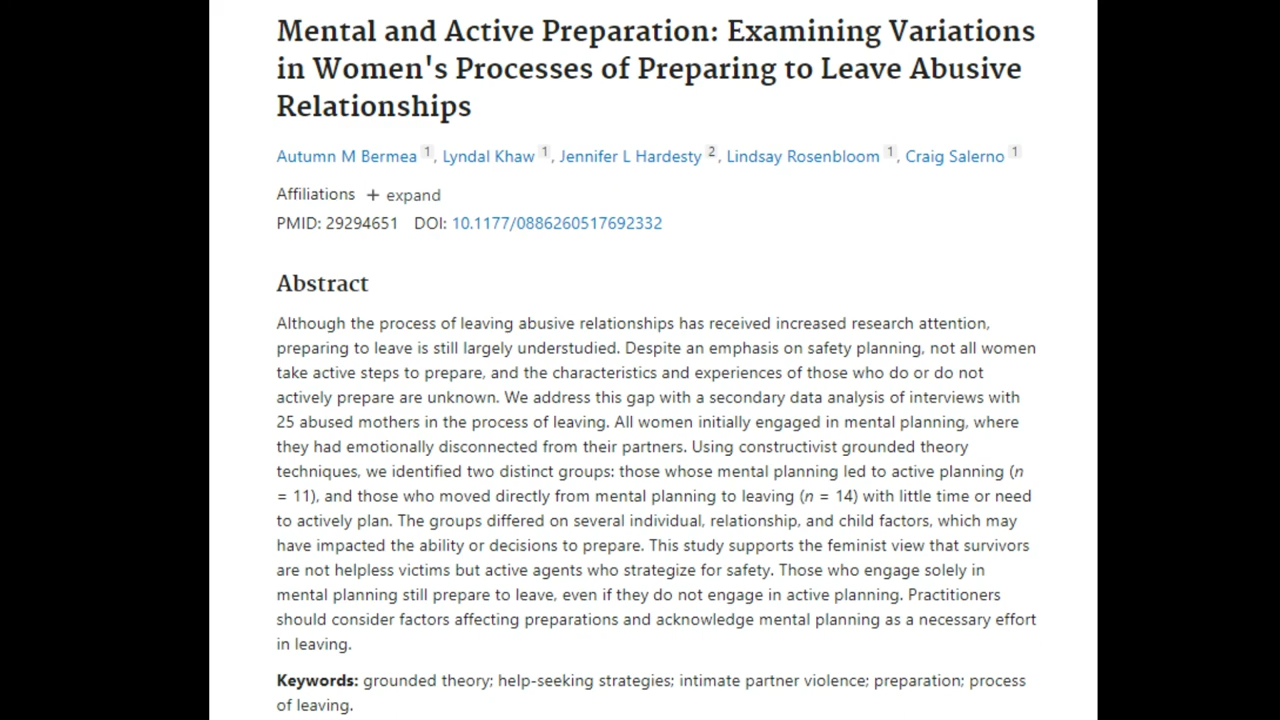 Mental and Active Preparation: Examining Variations
in Women's Processes of Preparing to Leave Abusive
Relationships
Autumn M Bermea 1, Lyndal Khaw 1, Jennifer L Hardesty 2, Lindsay Rosenbloom 1, Craig Salerno 1
Affiliations + expand
PMID: 29294651 DOI: 10.1177/0886260517692332
Abstract
Although the process of leaving abusive relationships has received increased research attention,
preparing to leave is still largely understudied. Despite an emphasis on safety planning, not all women
take active steps to prepare, and the characteristics and experiences of those who do or do not
actively prepare are unknown. We address this gap with a secondary data analysis of interviews with
25 abused mothers in the process of leaving. All women initially engaged in mental planning, where
they had emotionally disconnected from their partners. Using constructivist grounded theory
techniques, we identified two distinct groups: those whose mental planning led to active planning (n
= 11), and those who moved directly from mental planning to leaving (n = 14) with little time or need
to actively plan. The groups differed on several individual, relationship, and child factors, which may
have impacted the ability or decisions to prepare. This study supports the feminist view that survivors
are not helpless victims but active agents who strategize for safety. Those who engage solely in
mental planning still prepare to leave, even if they do not engage in active planning. Practitioners
should consider factors affecting preparations and acknowledge mental planning as a necessary effort
in leaving.
Keywords: grounded theory; help-seeking strategies; intimate partner violence; preparation; process
of leaving.